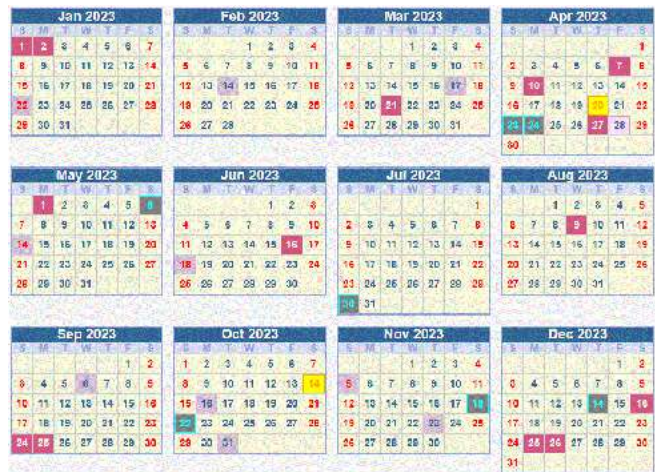 Jan 2023
S M T W T F S
1 2 3 4 5 6 7
8 9 10 11 12 13 14
15 16 17 18 19 20 21
22 23 24 25 26 27 28
29 30 31
Feb 2023
S M T W T F S
1 2 3 4
5 6 7 8 9 10 11
12 13 14 15 16 17 18
19 20 21 22 23 24 25
26 27 28
Mar 2023
S M T W T F S
1 2 3 4
5 6 7 8 9 10 11
12 13 14 15 16 17 18
19 20 21 22 23 24 25
26 27 28 29 30 31
Apr 2023
S M T W T F S
1
2 3 4 5 6 7 8
9 10 11 12 13 14 15
16 17 18 19 20 21 22
23 24 25 26 27 28 29
30
May 2023
S M T W T F S
1 2 3 4 5 6
7 8 9 10 11 12 13
14 15 16 17 18 19 20
21 22 23 24 25 26 27
28 29 30 31
Jun 2023
S M T W T F S
1 2 3
4 5 6 7 8 9 10
11 12 13 14 15 16 17
18 19 20 21 22 23 24
25 26 27 28 29 30
Jul 2023
S M T W T F S
1
2 3 4 5 6 7 8
9 10 11 12 13 14 15
16 17 18 19 20 21 22
23 24 25 26 27 28 29
30 31
Aug 2023
S M T W T F S
1 2 3 4 5
6 7 8 9 10 11 12
13 14 15 16 17 18 19
20 21 22 23 24 25 26
27 28 29 30 31
Sep 2023
S M T W T F S
1 2
3 4 5 6 7 8 9
10 11 12 13 14 15 16
17 18 19 20 21 22 23
24 25 26 27 28 29 30
Oct 2023
S M T W T F S
1 2 3 4 5 6 7
8 9 10 11 12 13 14
15 16 17 18 19 20 21
22 23 24 25 26 27 28
29 30 31
Nov 2023
S M T W T F S
1 2 3 4
5 6 7 8 9 10 11
12 13 14 15 16 17 18
19 20 21 22 23 24 25
26 27 28 29 30
Dec 2023
S M T W T F S
1 2
3 4 5 6 7 8 9
10 11 12 13 14 15 16
17 18 19 20 21 22 23
24 25 26 27 28 29 30
31